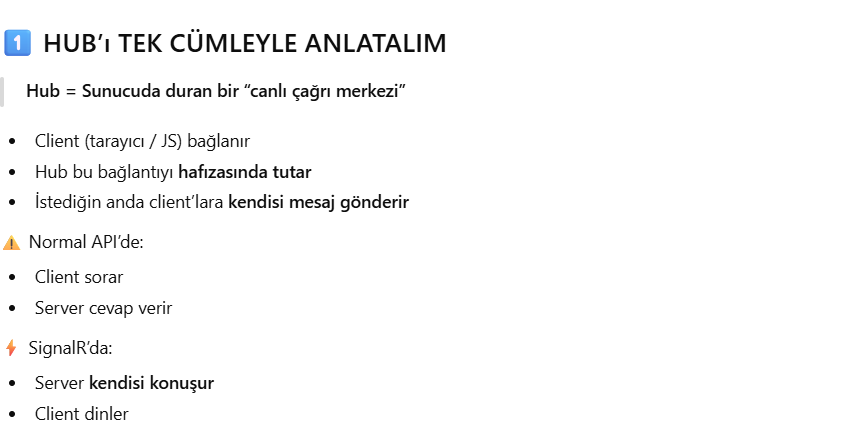 1 HUB’ı TEK CÜMLEYLE ANLATALIM
Hub = Sunucuda duran bir “canlı çağrı merkezi”
• Client (tarayıcı / JS) bağlanır
• Hub bu bağlantıyı hafızasında tutar
• İstediğin anda client’lara kendisi mesaj gönderir
⚠️ Normal API’de:
• Client sorar
• Server cevap verir
⚡ SignalR’da:
• Server kendisi konuşur
• Client dinler